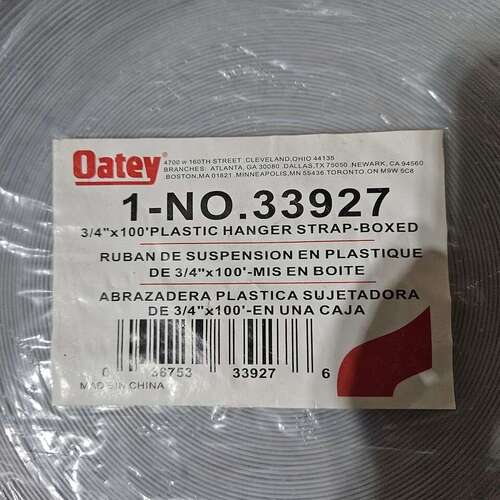 Oatey
4700 W 160TH STREET .CLEVELAND,OHIO 44135
BRANCHES: ATLANTA, GA 30080 .DALLAS,TX 75050 .NEWARK, CA 94560
BOSTON,MA 01821 .MINNEAPOLIS,MN 55436.TORONTO.ON M9W 5C8
1-NO.33927
3/4"x100'PLASTIC HANGER STRAP-BOXED
RUBAN DE SUSPENSION EN PLASTIQUE
DE 3/4"x100'-MIS EN BOITE
ABRAZADERA PLASTICA SUJETADORA
DE 3/4"x100'-EN UNA CAJA
0 38753 33927 6
MADE IN CHINA